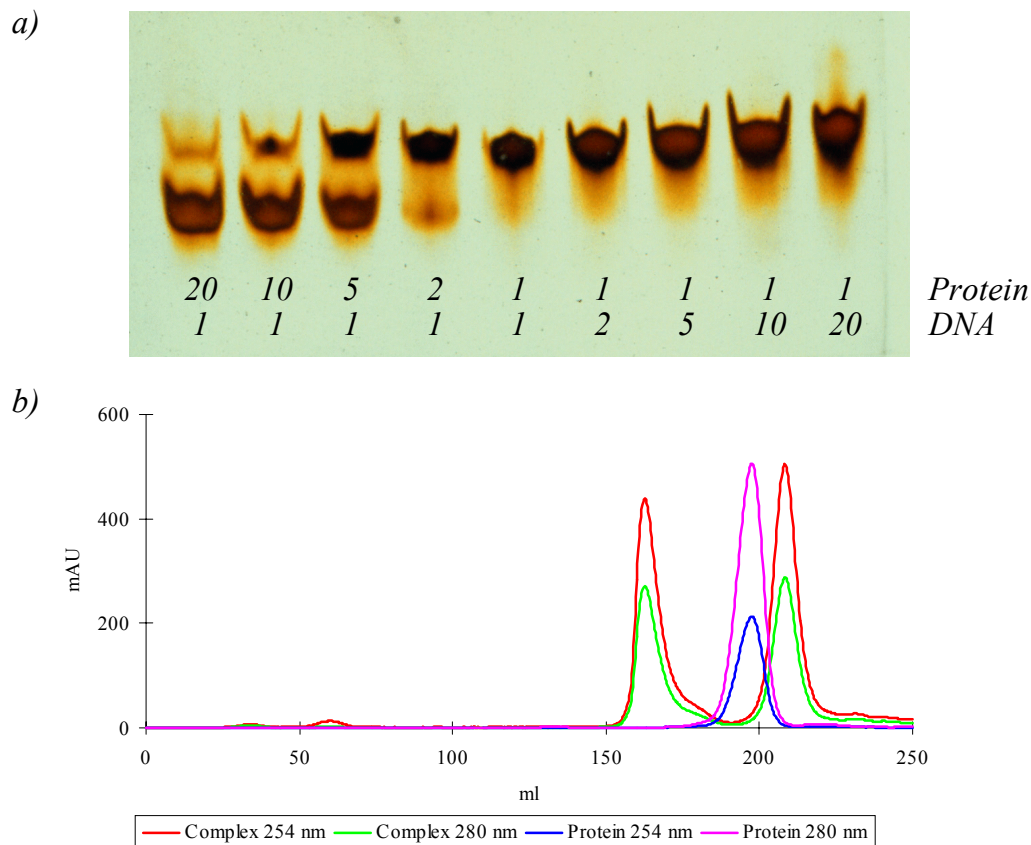 a)
20 10 5 2 1 1 1 1 1 Protein
1 1 1 1 1 2 5 10 20 DNA
b)
600
400
mAU
200
0
0 50 100 150 200 250
ml
Complex 254 nm Complex 280 nm Protein 254 nm Protein 280 nm